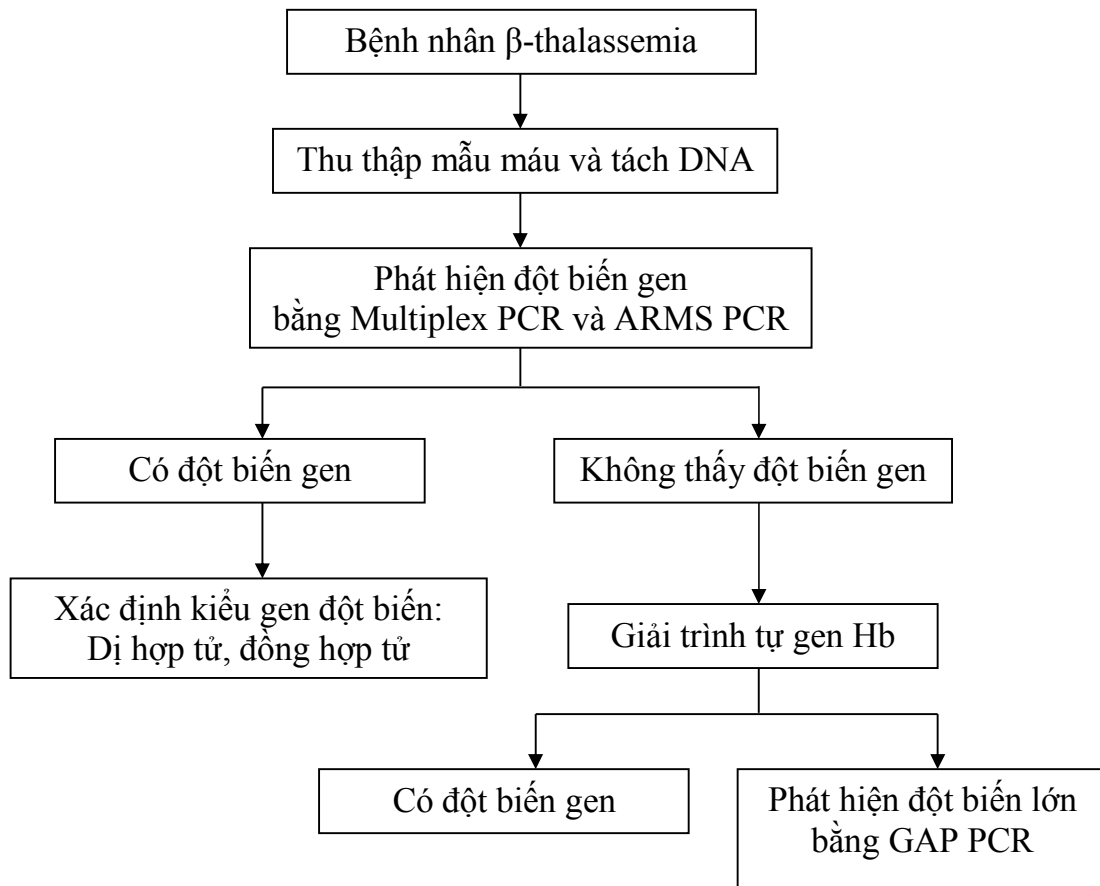 Bệnh nhân β-thalassemia
Thu thập mẫu máu và tách DNA
Phát hiện đột biến gen
bằng Multiplex PCR và ARMS PCR
Có đột biến gen
Không thấy đột biến gen
Xác định kiểu gen đột biến:
Dị hợp tử, đồng hợp tử
Giải trình tự gen Hb
Có đột biến gen
Phát hiện đột biến lớn
bằng GAP PCR